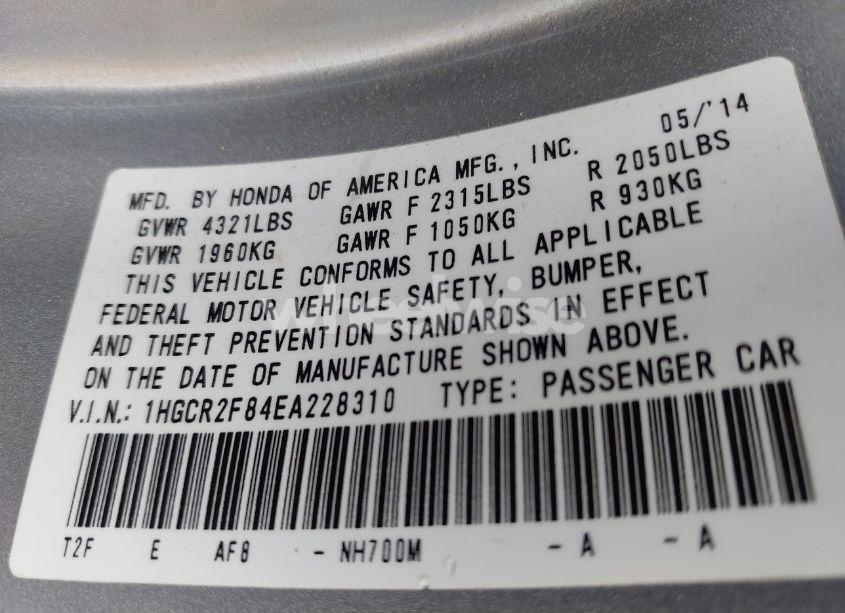 05/'14
MFD. BY HONDA OF AMERICA MFG., INC.
GVWR 4321LBS GAWR F 2315LBS R 2050LBS
GVWR 1960KG GAWR F 1050KG R 930KG
THIS VEHICLE CONFORMS TO ALL APPLICABLE
FEDERAL MOTOR VEHICLE SAFETY, BUMPER,
AND THEFT PREVENTION STANDARDS IN EFFECT
ON THE DATE OF MANUFACTURE SHOWN ABOVE.
V.I.N.: 1HGCR2F84EA228310 TYPE: PASSENGER CAR
T2F E AF8 - NH700M - A - A